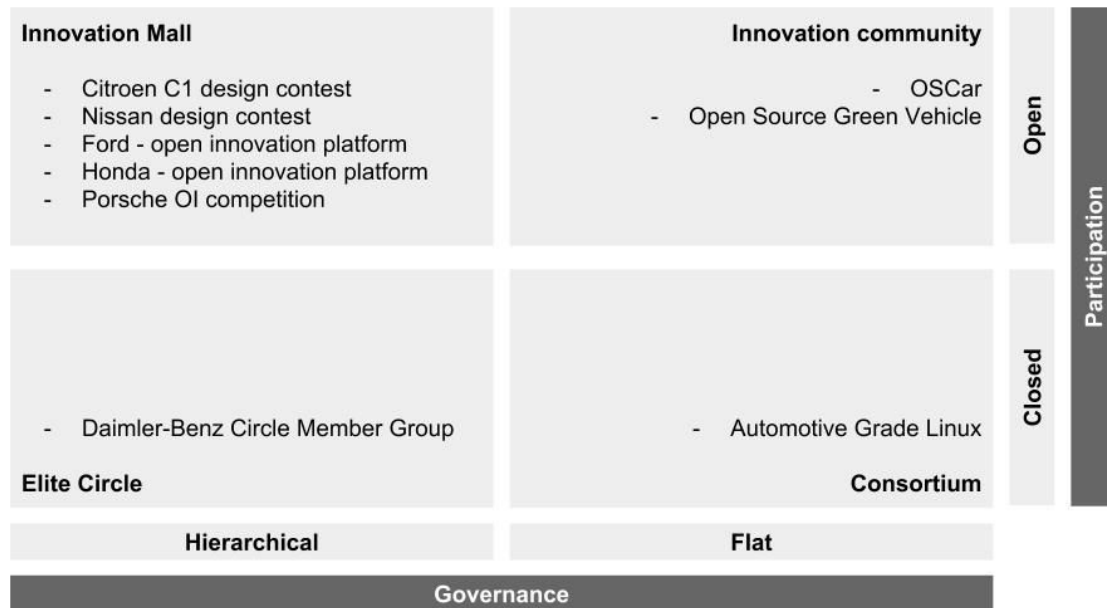 Innovation Mall
- Citroen C1 design contest
- Nissan design contest
- Ford - open innovation platform
- Honda - open innovation platform
- Porsche OI competition
Innovation community
- OSCar
- Open Source Green Vehicle
Open
Participation
- Daimler-Benz Circle Member Group
Elite Circle
- Automotive Grade Linux
Consortium
Closed
Hierarchical
Flat
Governance